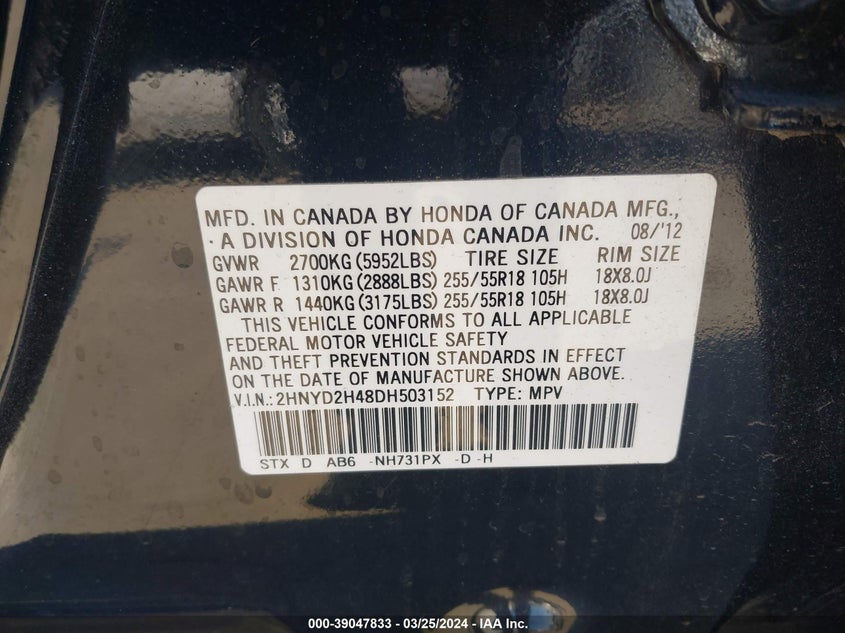 MFD. IN CANADA BY HONDA OF CANADA MFG.,
A DIVISION OF HONDA CANADA INC. 08/'12
GVWR 2700KG (5952LBS) TIRE SIZE RIM SIZE
GAWR F 1310KG (2888LBS) 255/55R18 105H 18X8.0J
GAWR R 1440KG (3175LBS) 255/55R18 105H 18X8.0J
THIS VEHICLE CONFORMS TO ALL APPLICABLE
FEDERAL MOTOR VEHICLE SAFETY
AND THEFT PREVENTION STANDARDS IN EFFECT
ON THE DATE OF MANUFACTURE SHOWN ABOVE.
V.I.N.: 2HNYD2H48DH503152 TYPE: MPV
STX D AB6 -NH731PX -D -H
000-39047833 - 03/25/2024 - IAA Inc.